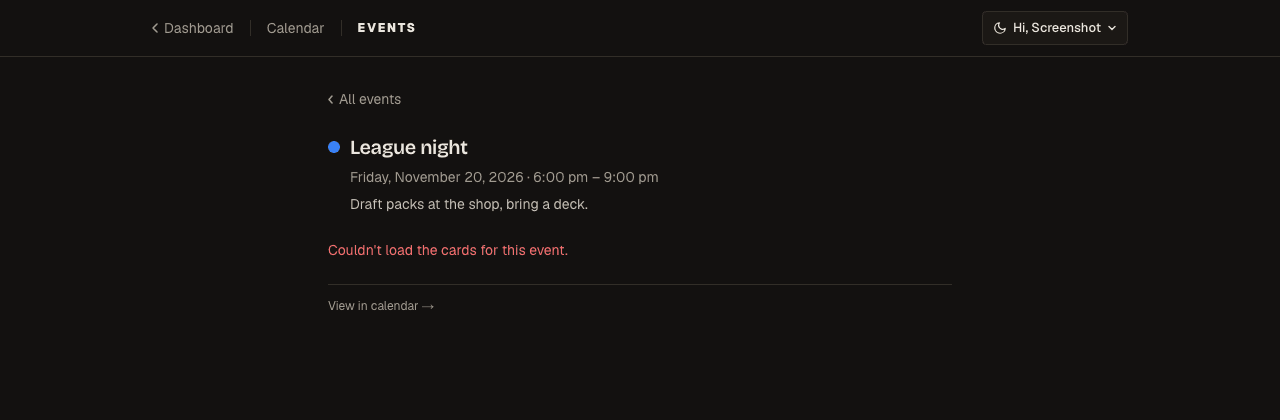 Dashboard
Calendar
EVENTS
Hi, Screenshot
All events
League night
Friday, November 20, 2026 · 6:00 pm – 9:00 pm
Draft packs at the shop, bring a deck.
Couldn't load the cards for this event.
View in calendar →